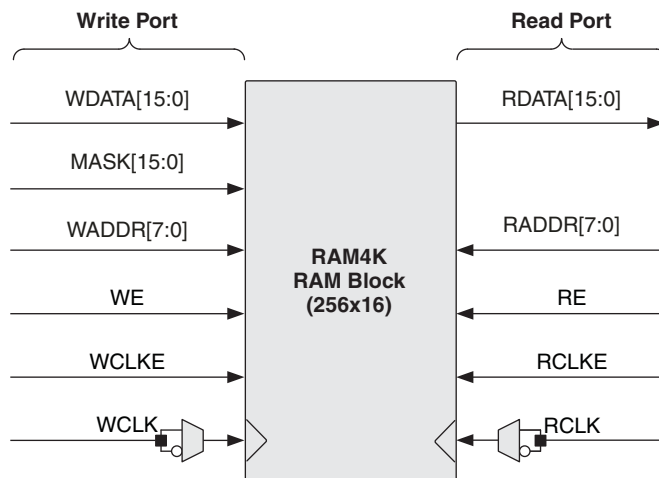 Write Port
Read Port
WDATA[15:0]
RDATA[15:0]
MASK[15:0]
WADDR[7:0]
RADDR[7:0]
RAM4K
RAM Block
(256x16)
WE
RE
WCLKE
RCLKE
WCLK
RCLK